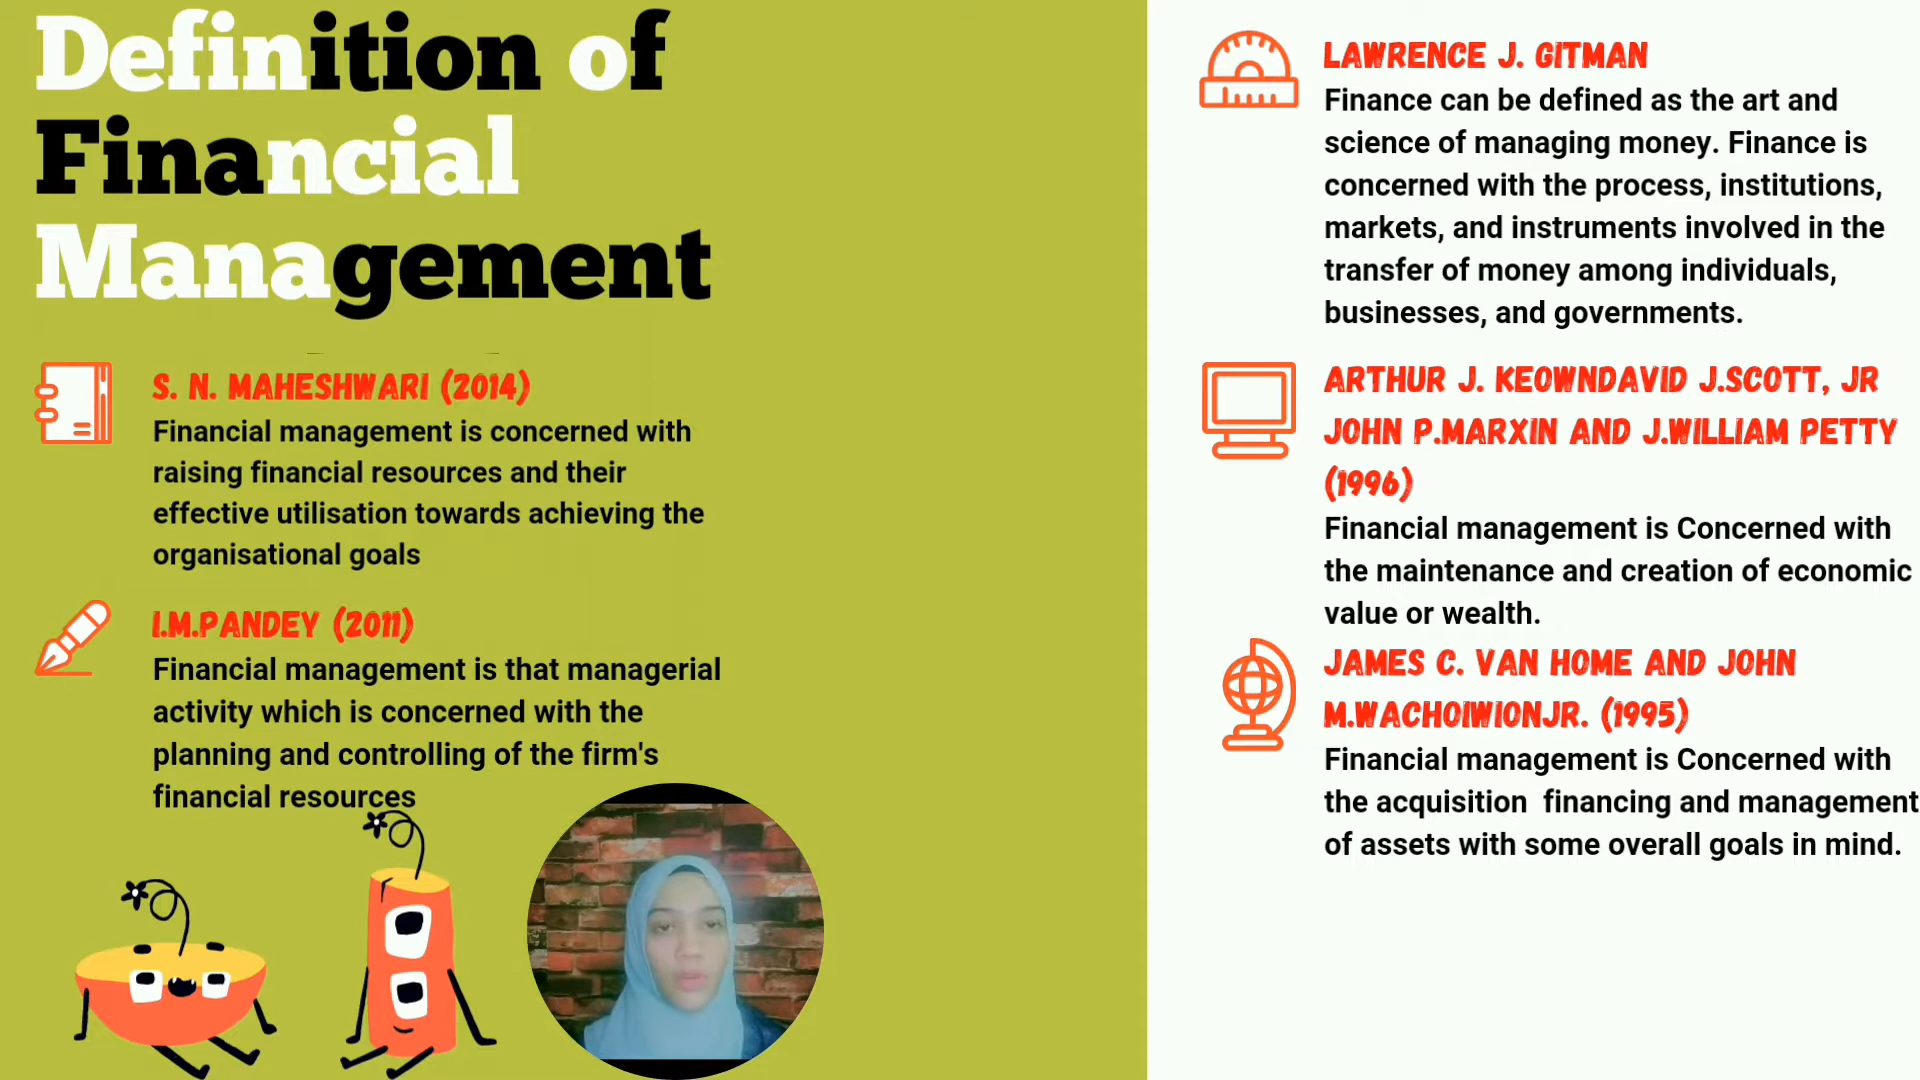 Definition of
Financial
Management
S. N. MAHESHWARI (2014)
Financial management is concerned with
raising financial resources and their
effective utilisation towards achieving the
organisational goals
I.M.PANDEY (2011)
Financial management is that managerial
activity which is concerned with the
planning and controlling of the firm's
financial resources
LAWRENCE J. GITMAN
Finance can be defined as the art and
science of managing money. Finance is
concerned with the process, institutions,
markets, and instruments involved in the
transfer of money among individuals,
businesses, and governments.
ARTHUR J. KEOWNDAVID J.SCOTT, JR
JOHN P.MARXIN AND J.WILLIAM PETTY
(1996)
Financial management is Concerned with
the maintenance and creation of economic
value or wealth.
JAMES C. VAN HOME AND JOHN
M.WACHOIWIONJR. (1995)
Financial management is Concerned with
the acquisition  financing and management
of assets with some overall goals in mind.